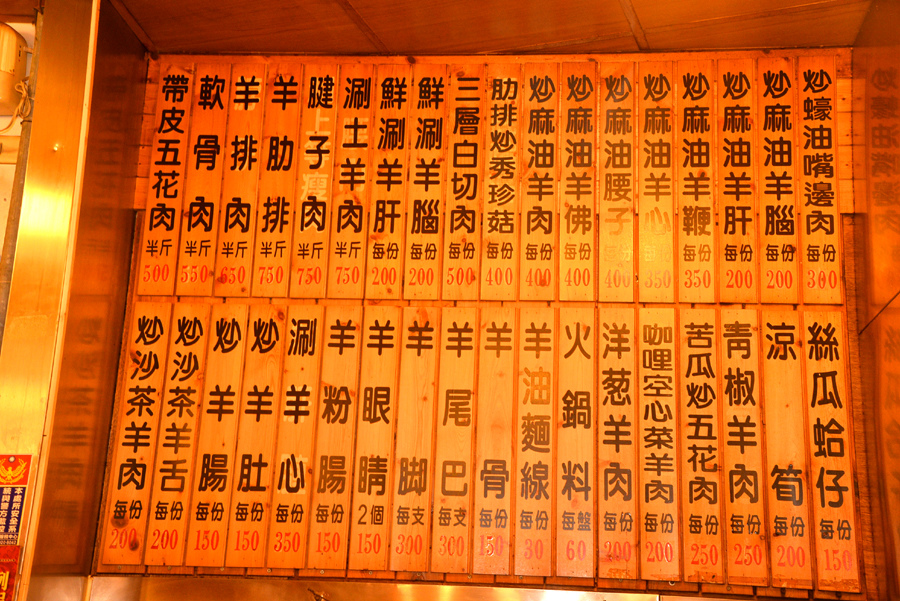 炒蠔油嘴邊肉 每份 300
炒麻油羊腦 每份 200
炒麻油羊肝 每份 200
炒麻油羊鞭 每份 350
炒麻油羊心 每份 350
炒麻油腰子 每份 400
炒麻油羊佛 每份 400
炒麻油羊肉 每份 400
肋排炒秀珍菇 每份 400
三層白切肉 每份 500
鮮涮羊腦 每份 200
鮮涮羊肝 每份 200
涮土羊肉 半斤 750
腱子肉 半斤 750
羊肋排 半斤 750
羊排肉 半斤 650
軟骨肉 半斤 550
帶皮五花肉 半斤 500
絲瓜蛤仔 每份 150
涼筍 每份 200
青椒羊肉 每份 250
苦瓜炒五花肉 每份 250
咖哩空心菜羊肉 每份 200
洋葱羊肉 每份 200
火鍋料 每盤 60
羊油麵線 每份 30
羊骨 每份 150
羊尾巴 每支 300
羊脚 每支 300
羊眼睛 2個 150
羊粉腸 每份 150
涮羊心 每份 350
炒羊肚 每份 150
炒羊腸 每份 150
炒沙茶羊舌 每份 200
炒沙茶羊肉 每份 200